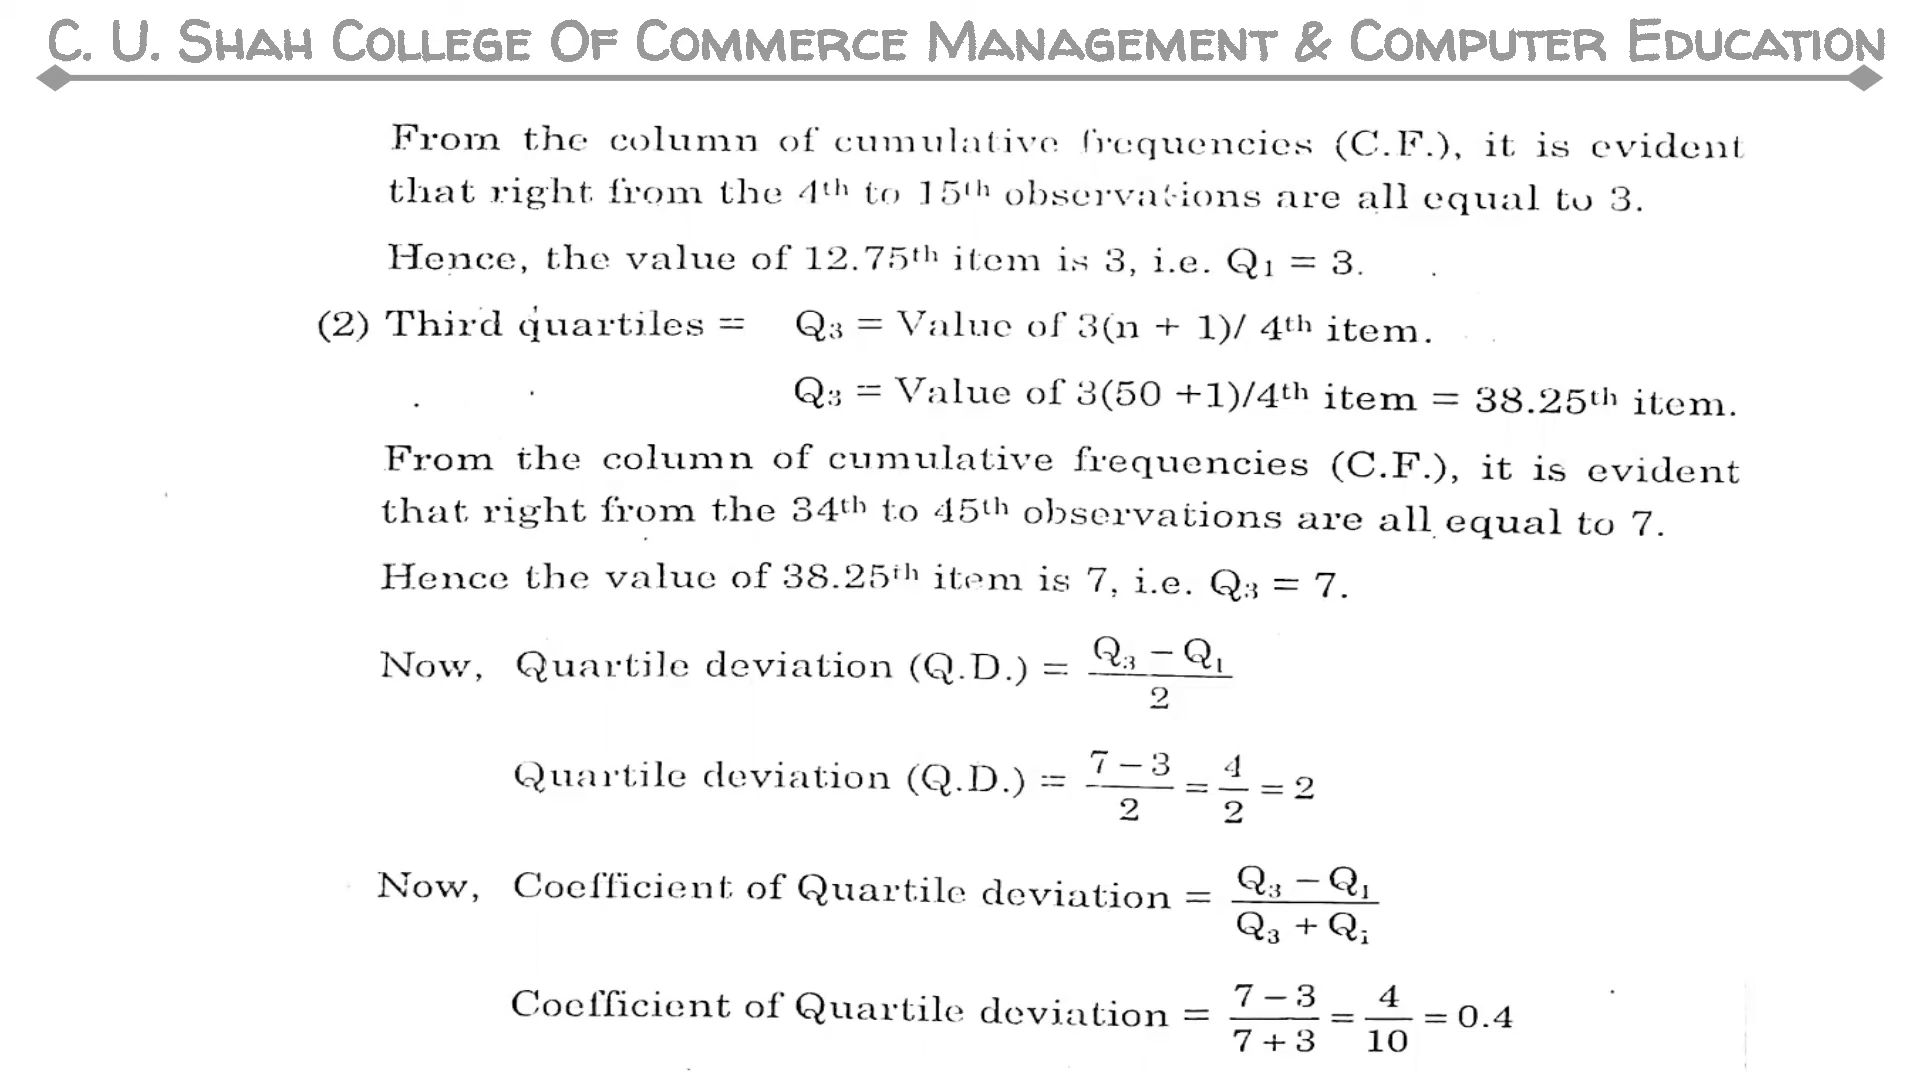 C. U. SHAH COLLEGE OF COMMERCE MANAGEMENT & COMPUTER EDUCATION
From the column of cumulative frequencies (C.F.), it is evident
that right from the 4th to 15th observations are all equal to 3.
Hence, the value of 12.75th item is 3, i.e. Q1 = 3.
(2) Third quartiles = Q3 = Value of 3(n + 1)/ 4th item.
Q3 = Value of 3(50 +1)/4th item = 38.25th item.
From the column of cumulative frequencies (C.F.), it is evident
that right from the 34th to 45th observations are all equal to 7.
Hence the value of 38.25th item is 7, i.e. Q3 = 7.
Now, Quartile deviation (Q.D.) = Q3 − Q1 / 2
Quartile deviation (Q.D.) = 7 − 3 / 2 = 4 / 2 = 2
Now, Coefficient of Quartile deviation = Q3 − Q1 / Q3 + Q1
Coefficient of Quartile deviation = 7 − 3 / 7 + 3 = 4 / 10 = 0.4